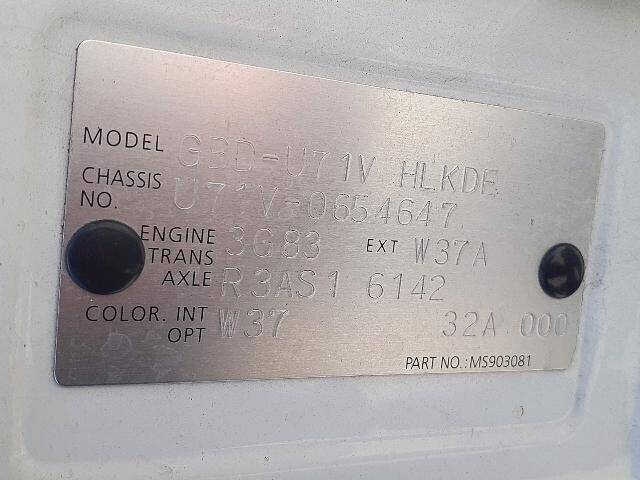 MODEL GBD-U71V HLKDE
CHASSIS NO. U71V-0654647
ENGINE 3G83 EXT W37A
TRANS AXLE R3AS1 6142
COLOR. INT OPT W37 32A 000
PART NO.: MS903081